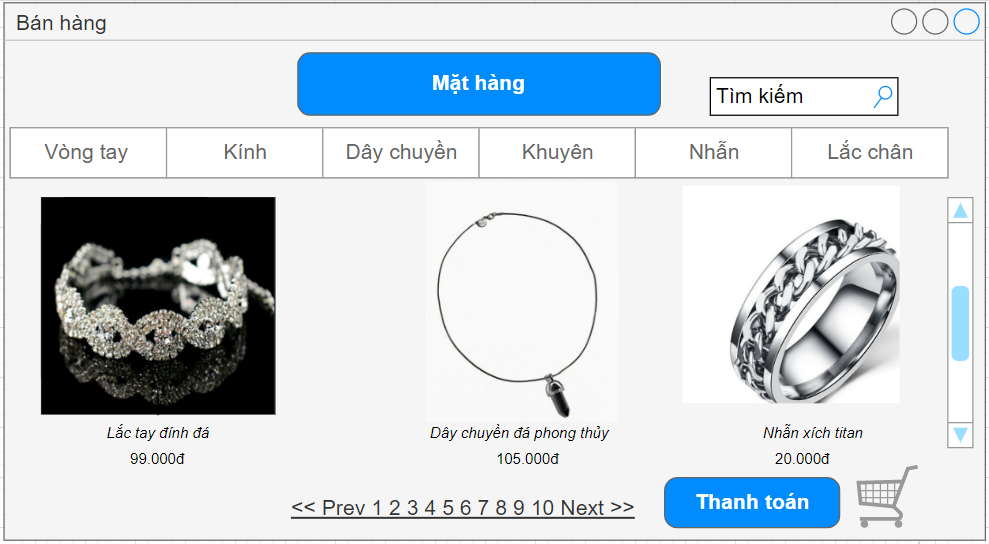 Bán hàng
Mặt hàng
Tìm kiếm
Vòng tay
Kính
Dây chuyền
Khuyên
Nhẫn
Lắc chân
Lắc tay đính đá
Dây chuyền đá phong thủy
Nhẫn xích titan
99.000đ
105.000đ
20.000đ
<< Prev 1 2 3 4 5 6 7 8 9 10 Next >>
Thanh toán